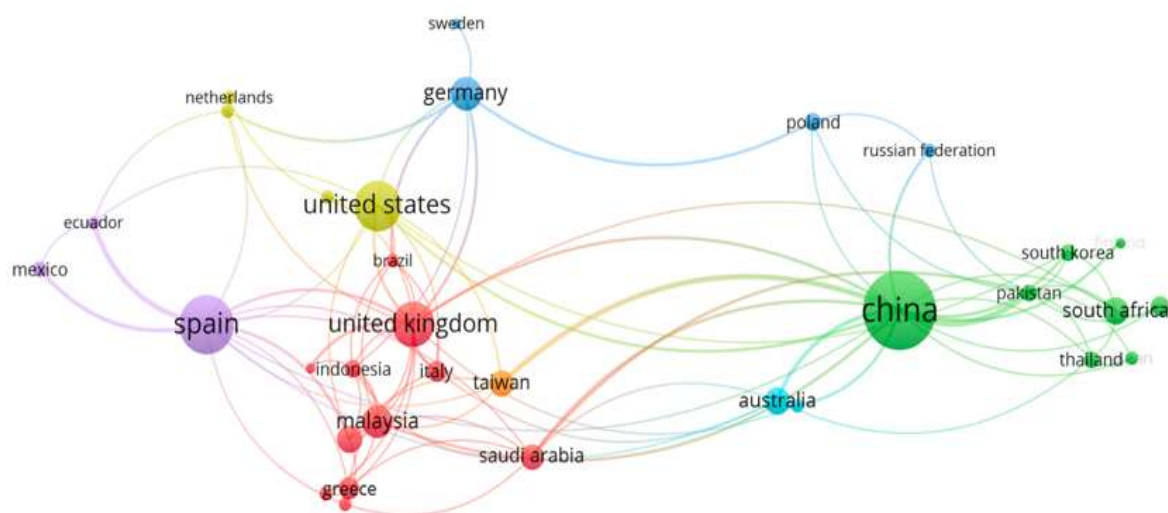 sweden
germany
netherlands
poland
russian federation
united states
ecuador
brazil
south korea
mexico
pakistan
china
south africa
spain
united kingdom
thailand
indonesia
italy
taiwan
australia
malaysia
saudi arabia
greece